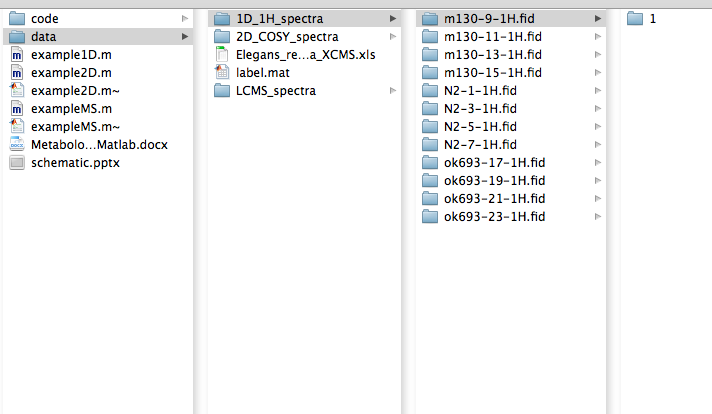 code
data
example1D.m
example2D.m
example2D.m~
exampleMS.m
exampleMS.m~
Metabolo...Matlab.docx
schematic.pptx
1D_1H_spectra
2D_COSY_spectra
Elegans_re...a_XCMS.xls
label.mat
LCMS_spectra
m130-9-1H.fid
m130-11-1H.fid
m130-13-1H.fid
m130-15-1H.fid
N2-1-1H.fid
N2-3-1H.fid
N2-5-1H.fid
N2-7-1H.fid
ok693-17-1H.fid
ok693-19-1H.fid
ok693-21-1H.fid
ok693-23-1H.fid
1